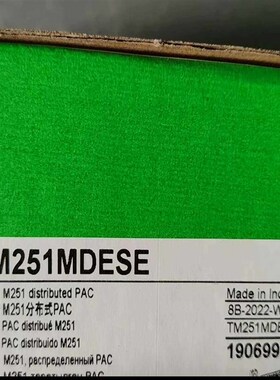 M251MDESE
M251 distributed PAC
M251分布式PAC
PAC distribué M251
PAC distribuido M251
M251, распределенный PAC
Made in Indo
8B-2022-W
TM251MDE
190699